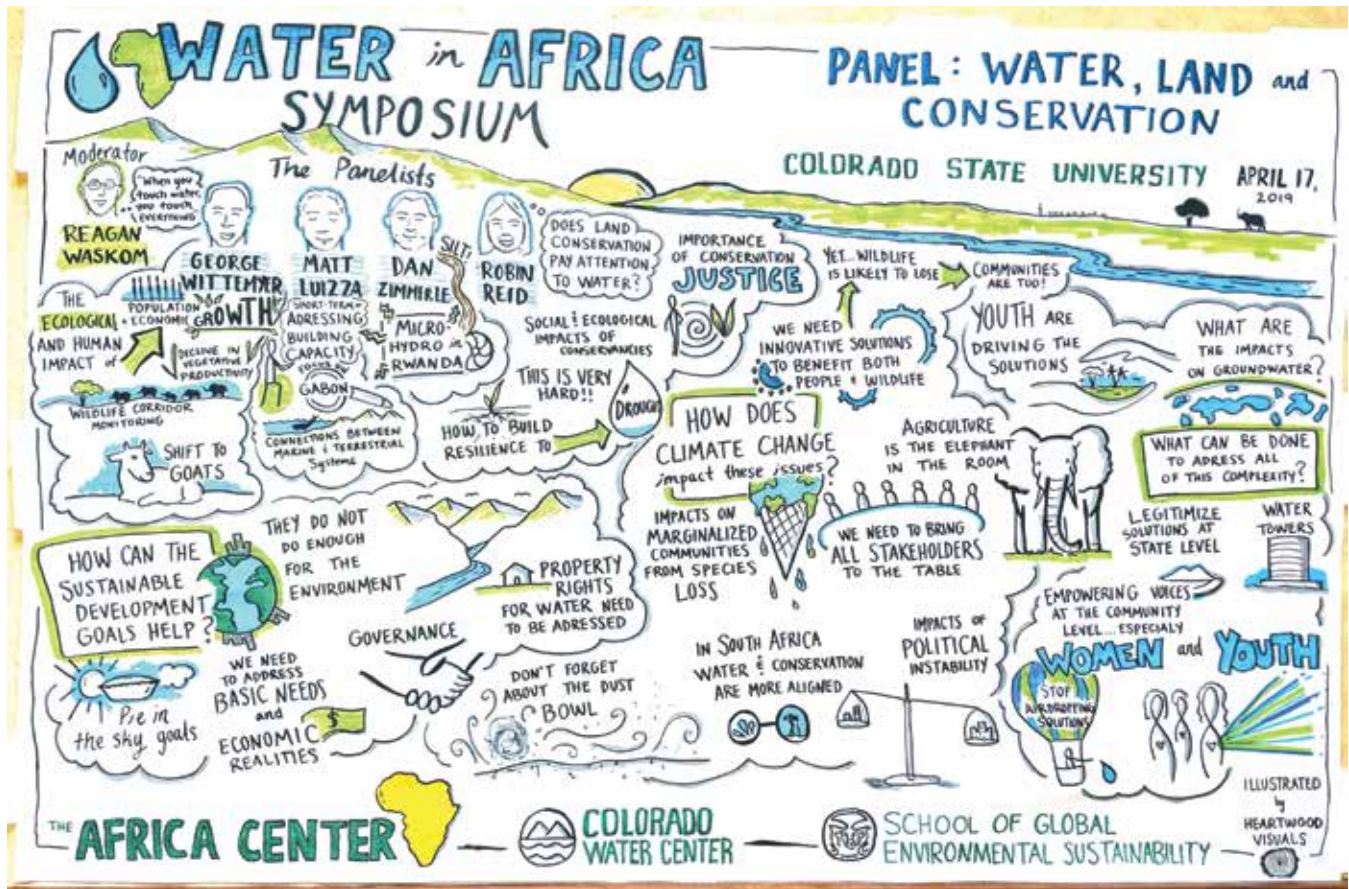 WATER in AFRICA
SYMPOSIUM
PANEL: WATER, LAND and
CONSERVATION
COLORADO STATE UNIVERSITY
APRIL 17,
2019
Moderator
When you
touch water,
you touch
EVERYTHING
REAGAN
WASKOM
The Panelists
GEORGE
WITTEMYER
MATT
LUIZZA
DAN
ZIMMERLE
ROBIN
REID
THE
ECOLOGICAL
AND HUMAN
IMPACT of
POPULATION
+ ECONOMIC GROWTH
DECLINE IN
VEGETATIVE
PRODUCTIVITY
WILDLIFE CORRIDOR
MONITORING
SHIFT TO
GOATS
SHORT-TERM
ADRESSING
BUILDING
CAPACITY
FOCUS ON
GABON
CONNECTIONS BETWEEN
MARINE & TERRESTRIAL
Systems
SILT!
MICRO-
HYDRO in
RWANDA
DOES LAND
CONSERVATION
PAY ATTENTION
TO WATER?
SOCIAL & ECOLOGICAL
IMPACTS OF
CONSERVANCIES
THIS IS VERY
HARD!!
HOW TO BUILD
RESILIENCE TO
DROUGHT
IMPORTANCE
OF CONSERVATION
JUSTICE
YET...WILDLIFE
IS LIKELY TO LOSE
COMMUNITIES
ARE TOO!
WE NEED
INNOVATIVE SOLUTIONS
TO BENEFIT BOTH
PEOPLE & WILDLIFE
YOUTH ARE
DRIVING THE
SOLUTIONS
WHAT ARE
THE IMPACTS
ON GROUNDWATER?
HOW DOES
CLIMATE CHANGE
impact these issues?
IMPACTS ON
MARGINALIZED
COMMUNITIES
FROM SPECIES
LOSS
AGRICULTURE
IS THE ELEPHANT
IN THE ROOM
WE NEED TO BRING
ALL STAKEHOLDERS
TO THE TABLE
WHAT CAN BE DONE
TO ADRESS ALL
OF THIS COMPLEXITY?
LEGITIMIZE
SOLUTIONS AT
STATE LEVEL
WATER
TOWERS
EMPOWERING VOICES
AT THE COMMUNITY
LEVEL...ESPECIALY
WOMEN and YOUTH
STOP
AIRDROPPING
SOLUTIONS
HOW CAN THE
SUSTAINABLE
DEVELOPMENT
GOALS HELP?
THEY DO NOT
DO ENOUGH
FOR THE
ENVIRONMENT
Pie in
the sky goals
WE NEED
TO ADDRESS
BASIC NEEDS
and
ECONOMIC
REALITIES
$
GOVERNANCE
PROPERTY
RIGHTS
FOR WATER NEED
TO BE ADRESSED
DON'T FORGET
ABOUT THE DUST
BOWL
IN SOUTH AFRICA
WATER & CONSERVATION
ARE MORE ALIGNED
IMPACTS OF
POLITICAL
INSTABILITY
THE AFRICA CENTER
COLORADO
WATER CENTER
SCHOOL OF GLOBAL
ENVIRONMENTAL SUSTAINABILITY
ILLUSTRATED
by
HEARTWOOD
VISUALS